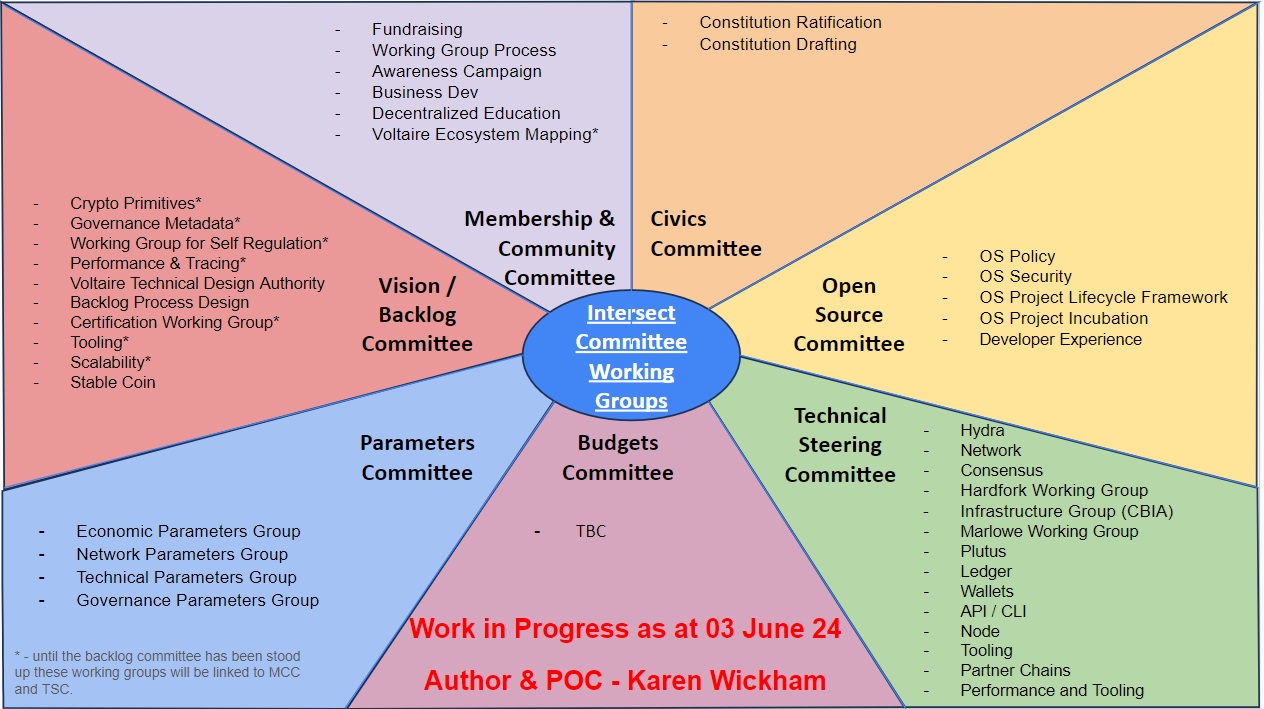 - Fundraising
- Working Group Process
- Awareness Campaign
- Business Dev
- Decentralized Education
- Voltaire Ecosystem Mapping*
Membership &
Community
Committee
- Constitution Ratification
- Constitution Drafting
Civics
Committee
- Crypto Primitives*
- Governance Metadata*
- Working Group for Self Regulation*
- Performance & Tracing*
- Voltaire Technical Design Authority
- Backlog Process Design
- Certification Working Group*
- Tooling*
- Scalability*
- Stable Coin
Vision /
Backlog
Committee
Intersect
Committee
Working
Groups
Open
Source
Committee
- OS Policy
- OS Security
- OS Project Lifecycle Framework
- OS Project Incubation
- Developer Experience
Parameters
Committee
- Economic Parameters Group
- Network Parameters Group
- Technical Parameters Group
- Governance Parameters Group
* - until the backlog committee has been stood
up these working groups will be linked to MCC
and TSC.
Budgets
Committee
- TBC
Technical
Steering
Committee
- Hydra
- Network
- Consensus
- Hardfork Working Group
- Infrastructure Group (CBIA)
- Marlowe Working Group
- Plutus
- Ledger
- Wallets
- API / CLI
- Node
- Tooling
- Partner Chains
- Performance and Tooling
Work in Progress as at 03 June 24
Author & POC - Karen Wickham